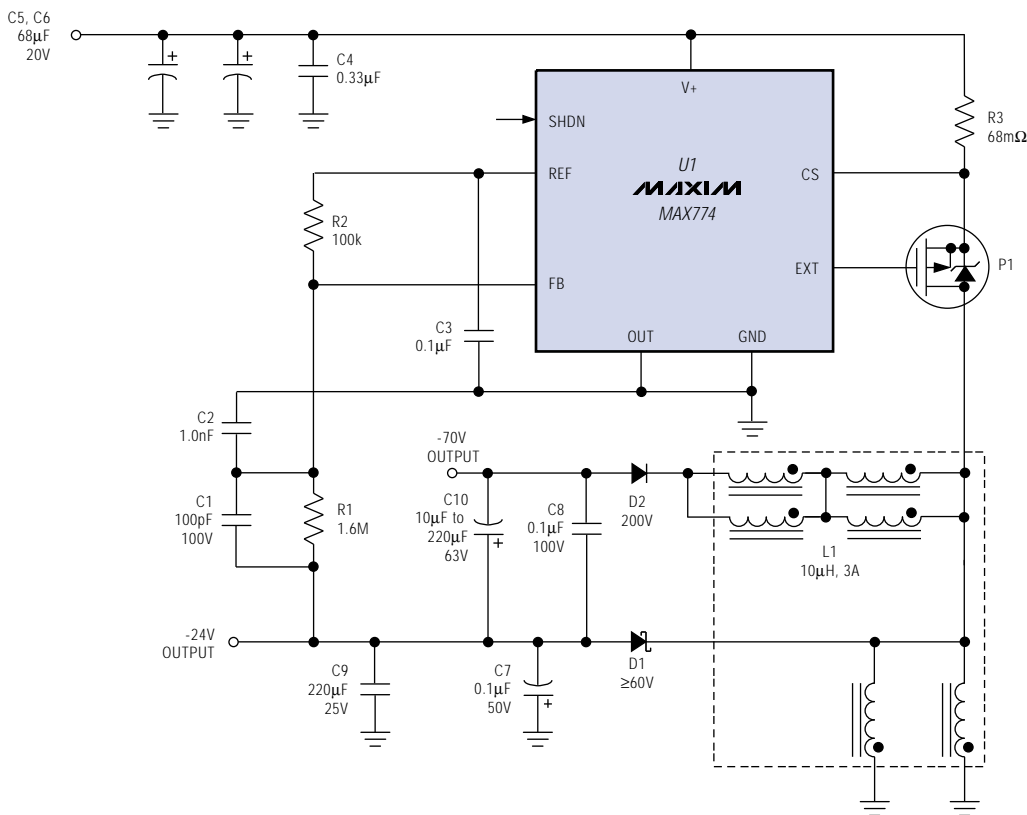 C5, C6
68µF
20V
+
+
C4
0.33µF
V+
SHDN
R3
68mΩ
REF
U1
MAXIM
MAX774
CS
R2
100k
EXT
P1
FB
C3
0.1µF
OUT
GND
C2
1.0nF
-70V
OUTPUT
C1
100pF
100V
R1
1.6M
C10
10µF to
220µF
63V
+
C8
0.1µF
100V
D2
200V
L1
10µH, 3A
-24V
OUTPUT
C9
220µF
25V
C7
0.1µF
50V
+
D1
≥60V